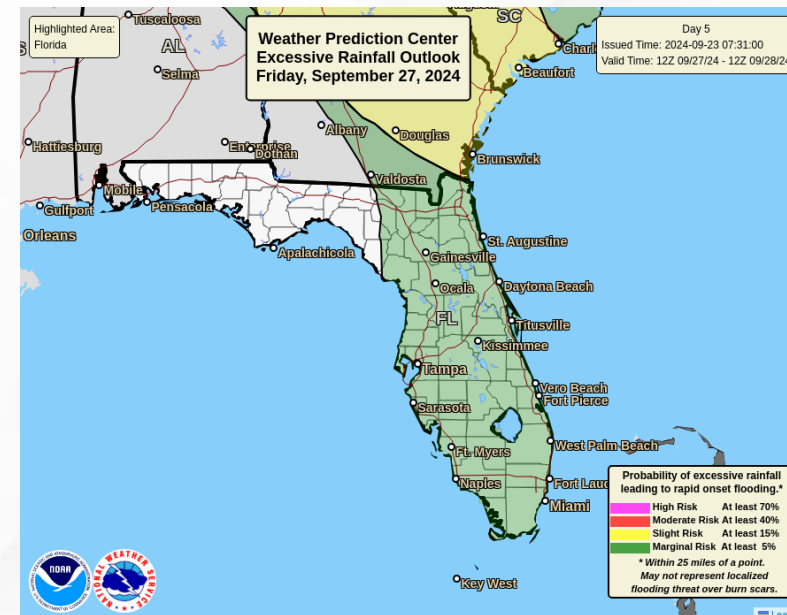 Highlighted Area:
Florida
Weather Prediction Center
Excessive Rainfall Outlook
Friday, September 27, 2024
Day 5
Issued Time: 2024-09-23 07:31:00
Valid Time: 12Z 09/27/24 - 12Z 09/28/24
Tuscaloosa
AL
SC
Selma
Beaufort
Hattiesburg
Enterprise
Dothan
Albany
Douglas
Brunswick
Valdosta
Mobile
Gulfport
Pensacola
Orleans
Apalachicola
St. Augustine
Gainesville
Ocala
Daytona Beach
FL
Titusville
Kissimmee
Tampa
Vero Beach
Fort Pierce
Sarasota
West Palm Beach
Ft. Myers
Naples
Fort Laud
Miami
Key West
Probability of excessive rainfall
leading to rapid onset flooding.*
High Risk At least 70%
Moderate Risk At least 40%
Slight Risk At least 15%
Marginal Risk At least 5%
* Within 25 miles of a point.
May not represent localized
flooding threat over burn scars.
NOAA
NATIONAL WEATHER SERVICE